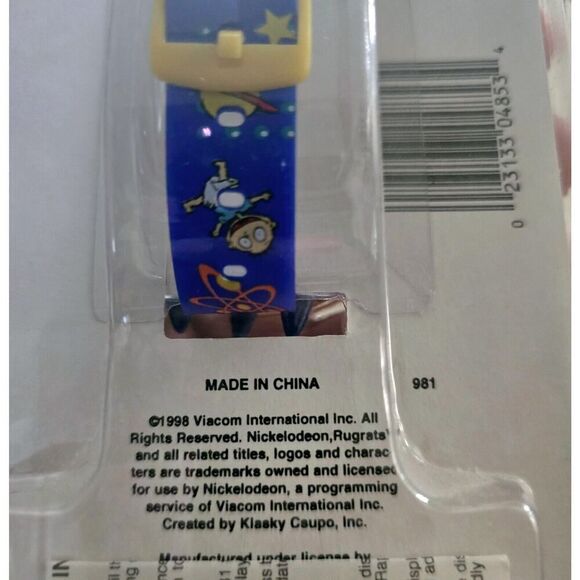 0 23133 04853 4
MADE IN CHINA 981
©1998 Viacom International Inc. All
Rights Reserved. Nickelodeon,Rugrats
and all related titles, logos and charac
ters are trademarks owned and licensed
for use by Nickelodeon, a programming
service of Viacom International Inc.
Created by Klasky Csupo, Inc.
Manufactured under license by